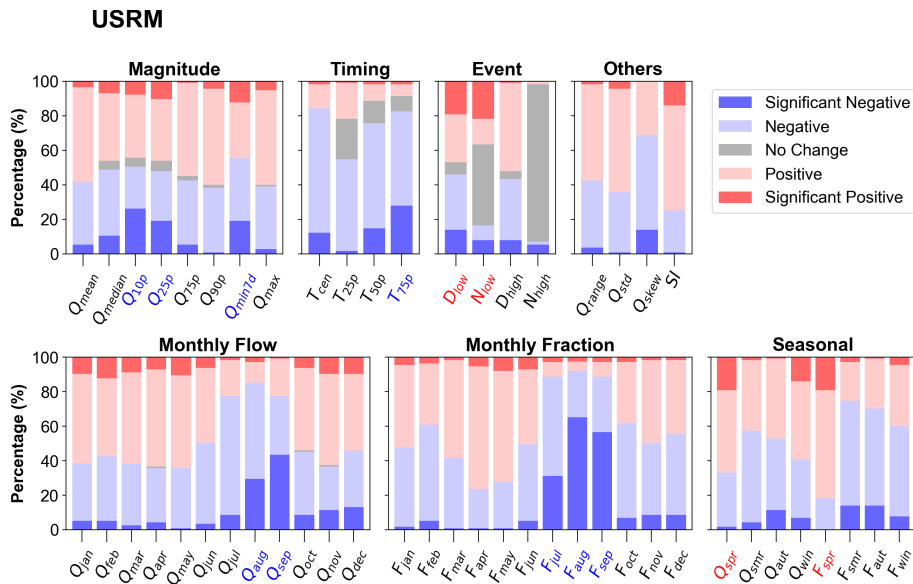 USRM
Magnitude Timing Event Others
Percentage (%)
100
80
60
40
20
0
Qmean Qmedian Q10p Q25p Q75p Q90p Qmin7d Qmax Tcen T25p T50p T75p Dlow Nlow Dhigh Nhigh Qrange Qstd Qskew SI
Significant Negative
Negative
No Change
Positive
Significant Positive
Monthly Flow Monthly Fraction Seasonal
Percentage (%)
100
80
60
40
20
0
Qjan Qfeb Qmar Qapr Qmay Qjun Qjul Qaug Qsep Qoct Qnov Qdec Fjan Ffeb Fmar Fapr Fmay Fjun Fjul Faug Fsep Foct Fnov Fdec Qspr Qsmr Qaut Qwin Fspr Fsmr Faut Fwin